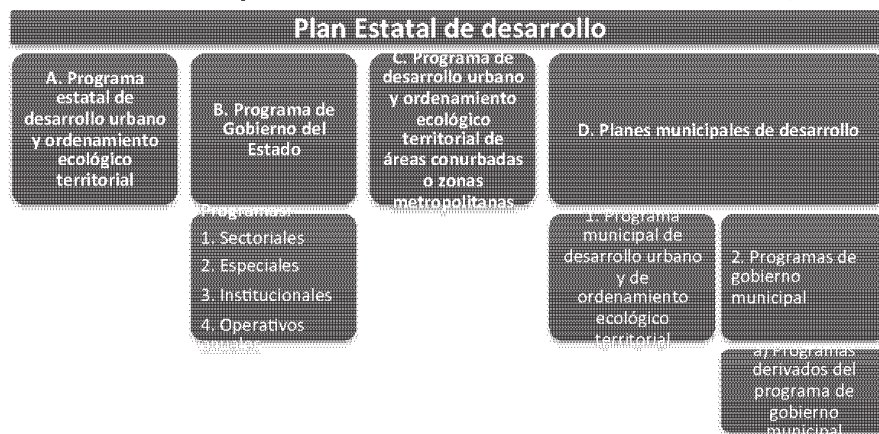 Plan Estatal de desarrollo
A. Programa
estatal de
desarrollo urbano
y ordenamiento
ecológico
territorial
B. Programa de
Gobierno del
Estado
C. Programa de
desarrollo urbano
y ordenamiento
ecológico
territorial de
áreas conurbadas
o zonas
metropolitanas
D. Planes municipales de desarrollo
Programas:
1. Sectoriales
2. Especiales
3. Institucionales
4. Operativos
anuales
1. Programa
municipal de
desarrollo urbano
y de
ordenamiento
ecológico
territorial
2. Programas de
gobierno
municipal
a) Programas
derivados del
programa de
gobierno
municipal